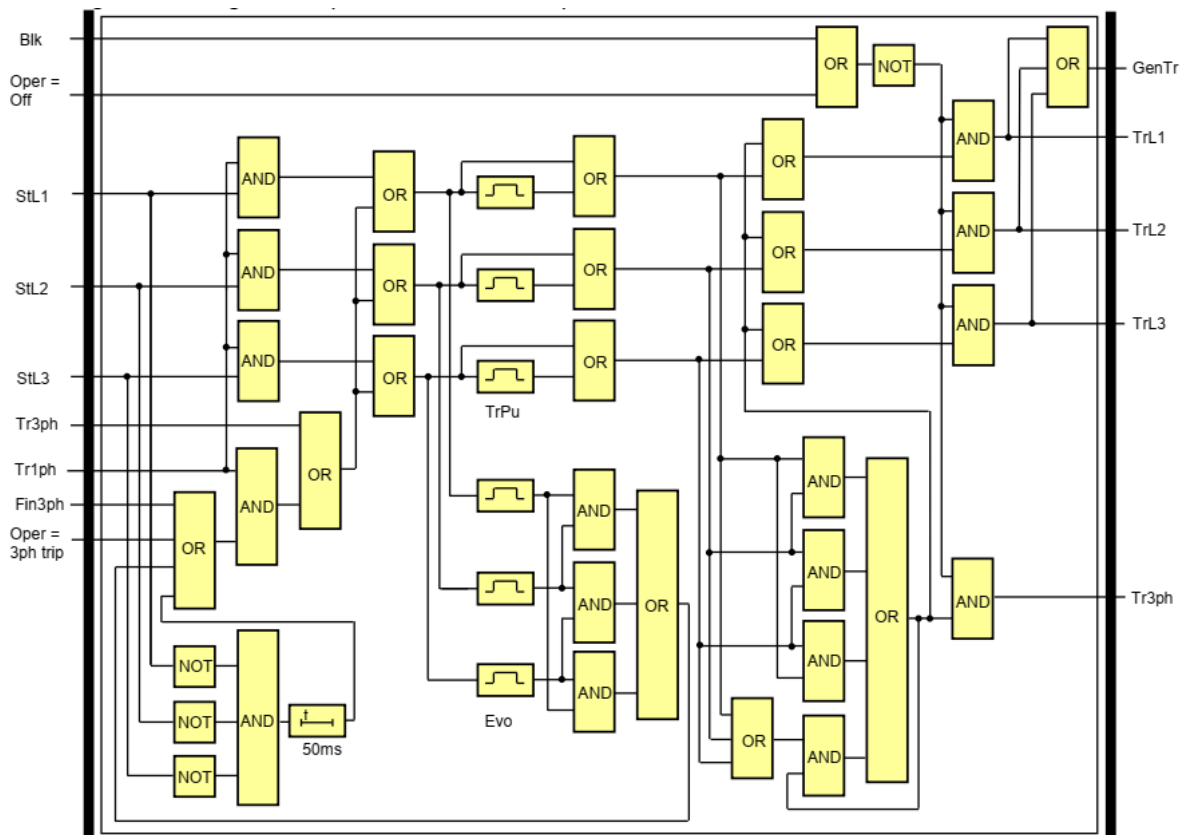 Blk
Oper =
Off
StL1
StL2
StL3
Tr3ph
Tr1ph
Fin3ph
Oper =
3ph trip
AND
AND
AND
OR
AND
OR
NOT
NOT
NOT
AND
t
50ms
OR
OR
OR
TrPu
OR
OR
OR
Evo
AND
AND
AND
OR
OR
NOT
OR
OR
OR
AND
AND
AND
OR
AND
AND
AND
OR
AND
OR
AND
GenTr
TrL1
TrL2
TrL3
Tr3ph